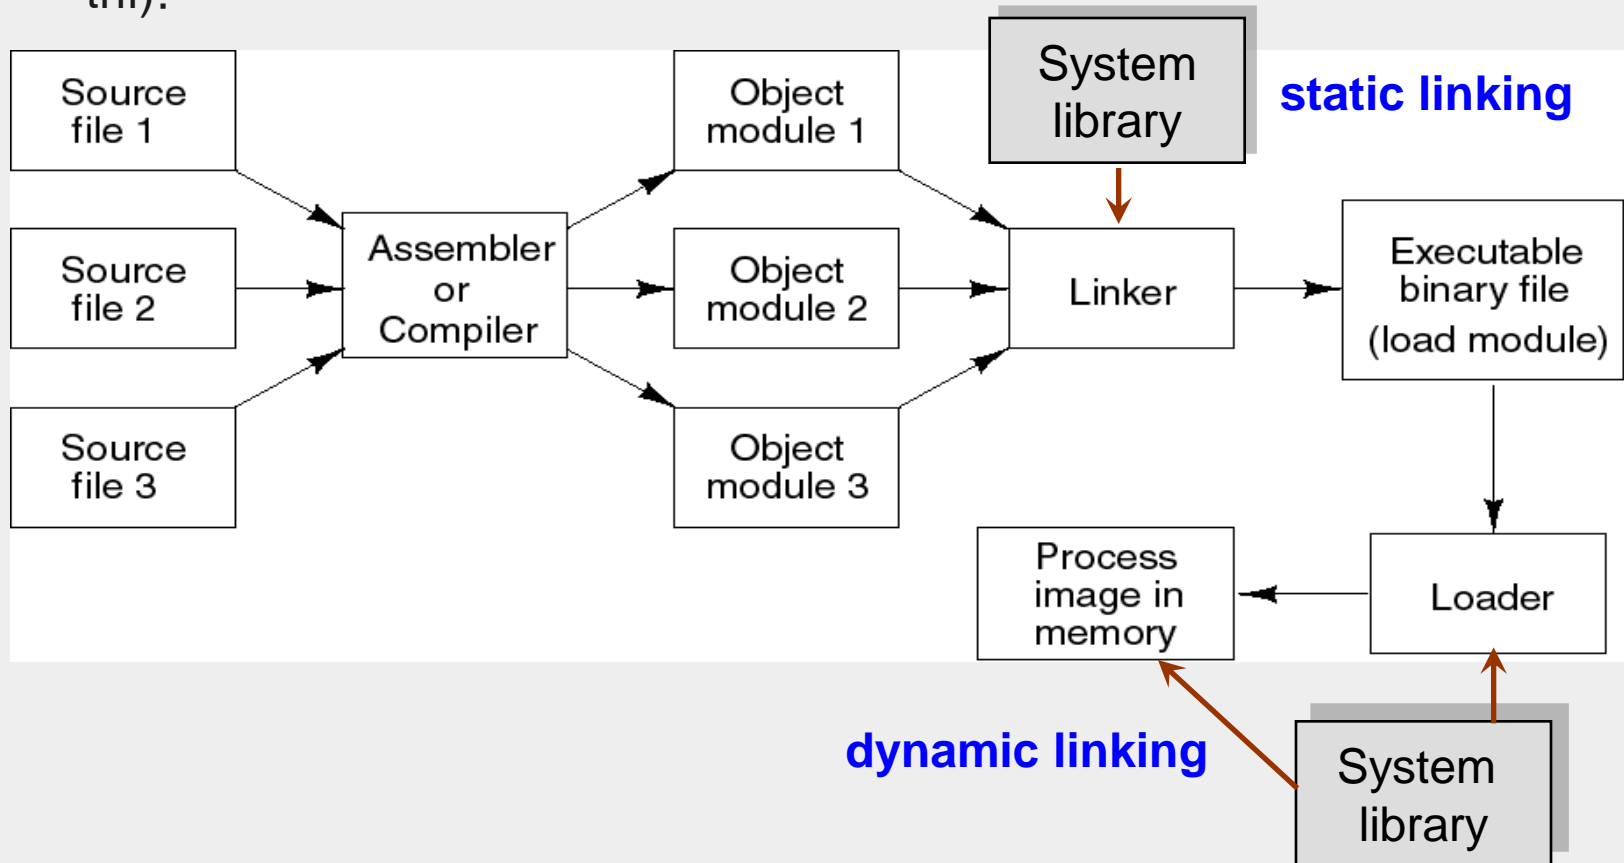 thi).
System
library
static linking
Source
file 1
Object
module 1
Source
file 2
Assembler
or
Compiler
Object
module 2
Linker
Executable
binary file
(load module)
Source
file 3
Object
module 3
Process
image in
memory
Loader
dynamic linking
System
library